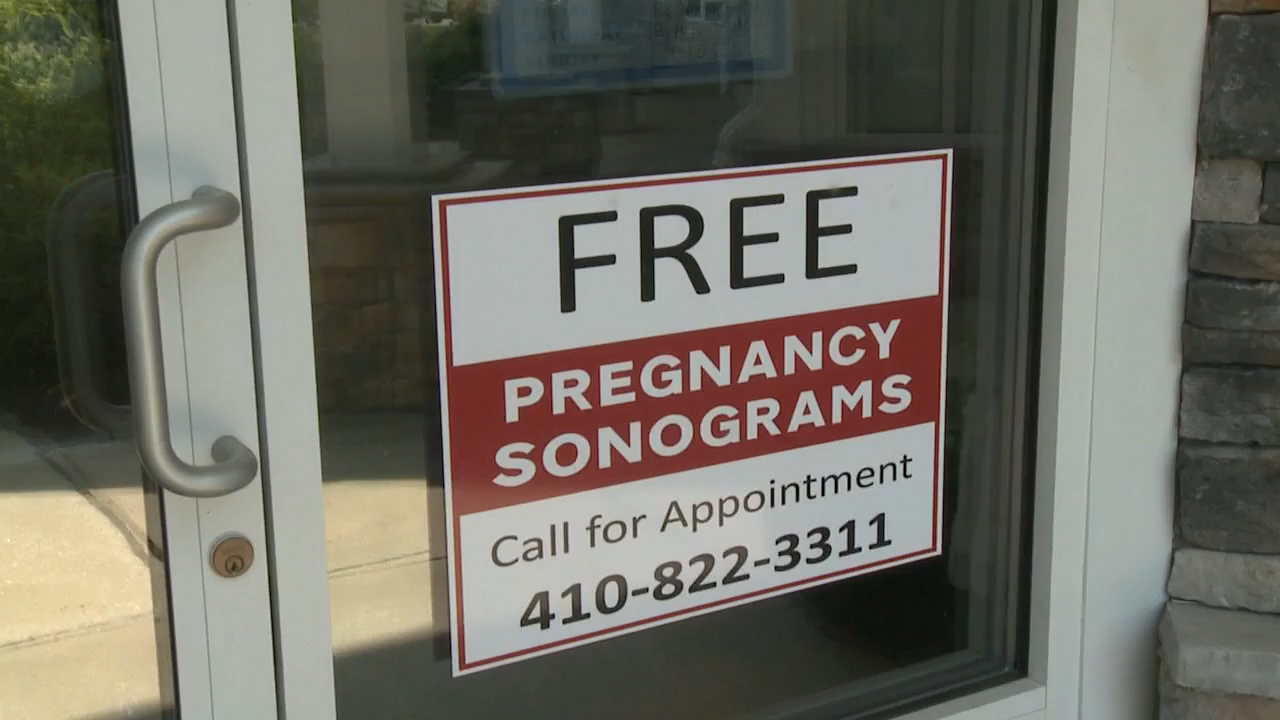 FREE
PREGNANCY
SONOGRAMS
Call for Appointment
410-822-3311